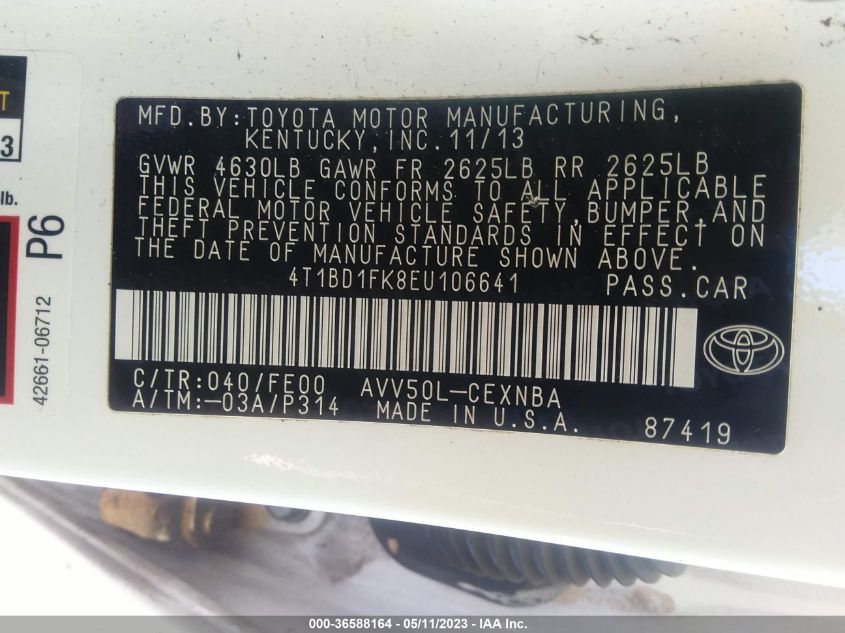 MFD.BY:TOYOTA MOTOR MANUFACTURING,
KENTUCKY,INC.11/13
GVWR 4630LB GAWR FR 2625LB RR 2625LB
THIS VEHICLE CONFORMS TO ALL APPLICABLE
FEDERAL MOTOR VEHICLE SAFETY,BUMPER,AND
THEFT PREVENTION STANDARDS IN EFFECT ON
THE DATE OF MANUFACTURE SHOWN ABOVE.
4T1BD1FK8EU106641 PASS.CAR
C/TR:040/FE00 AVV50L-CEXNBA
A/TM:-03A/P314 MADE IN U.S.A.
87419
T
3
lb.
P6
42661-06712
000-36588164 - 05/11/2023 - IAA Inc.